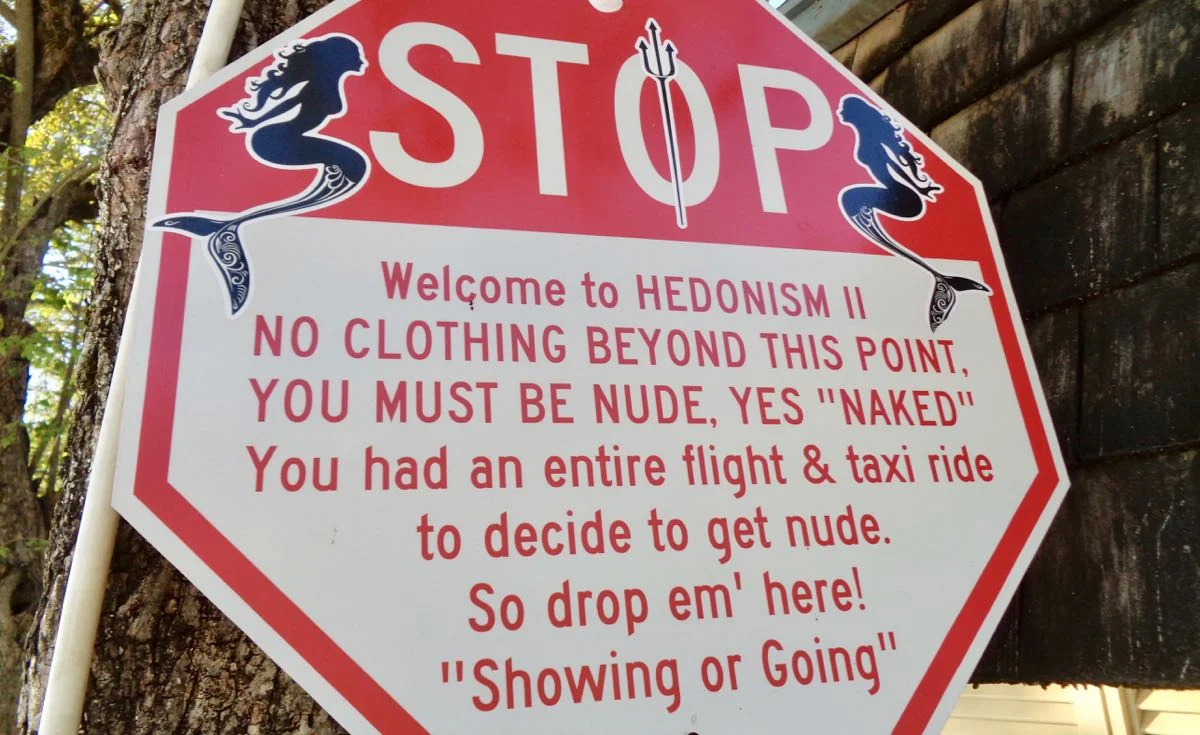 STOP
Welcome to HEDONISM II
NO CLOTHING BEYOND THIS POINT,
YOU MUST BE NUDE, YES "NAKED"
You had an entire flight & taxi ride
to decide to get nude.
So drop em' here!
"Showing or Going"